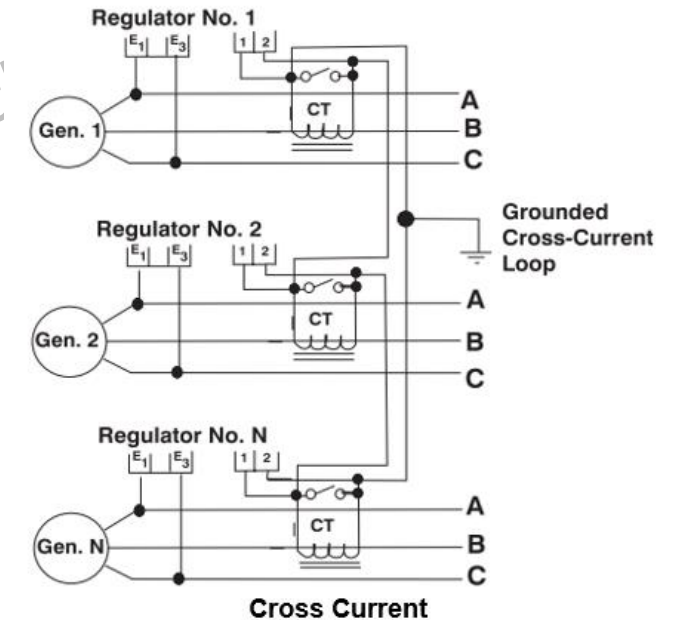 Regulator No. 1
E1 E3 1 2
CT
Gen. 1
A
B
C
Grounded
Cross-Current
Loop
Regulator No. 2
E1 E3 1 2
CT
Gen. 2
A
B
C
Regulator No. N
E1 E3 1 2
CT
Gen. N
A
B
C
Cross Current